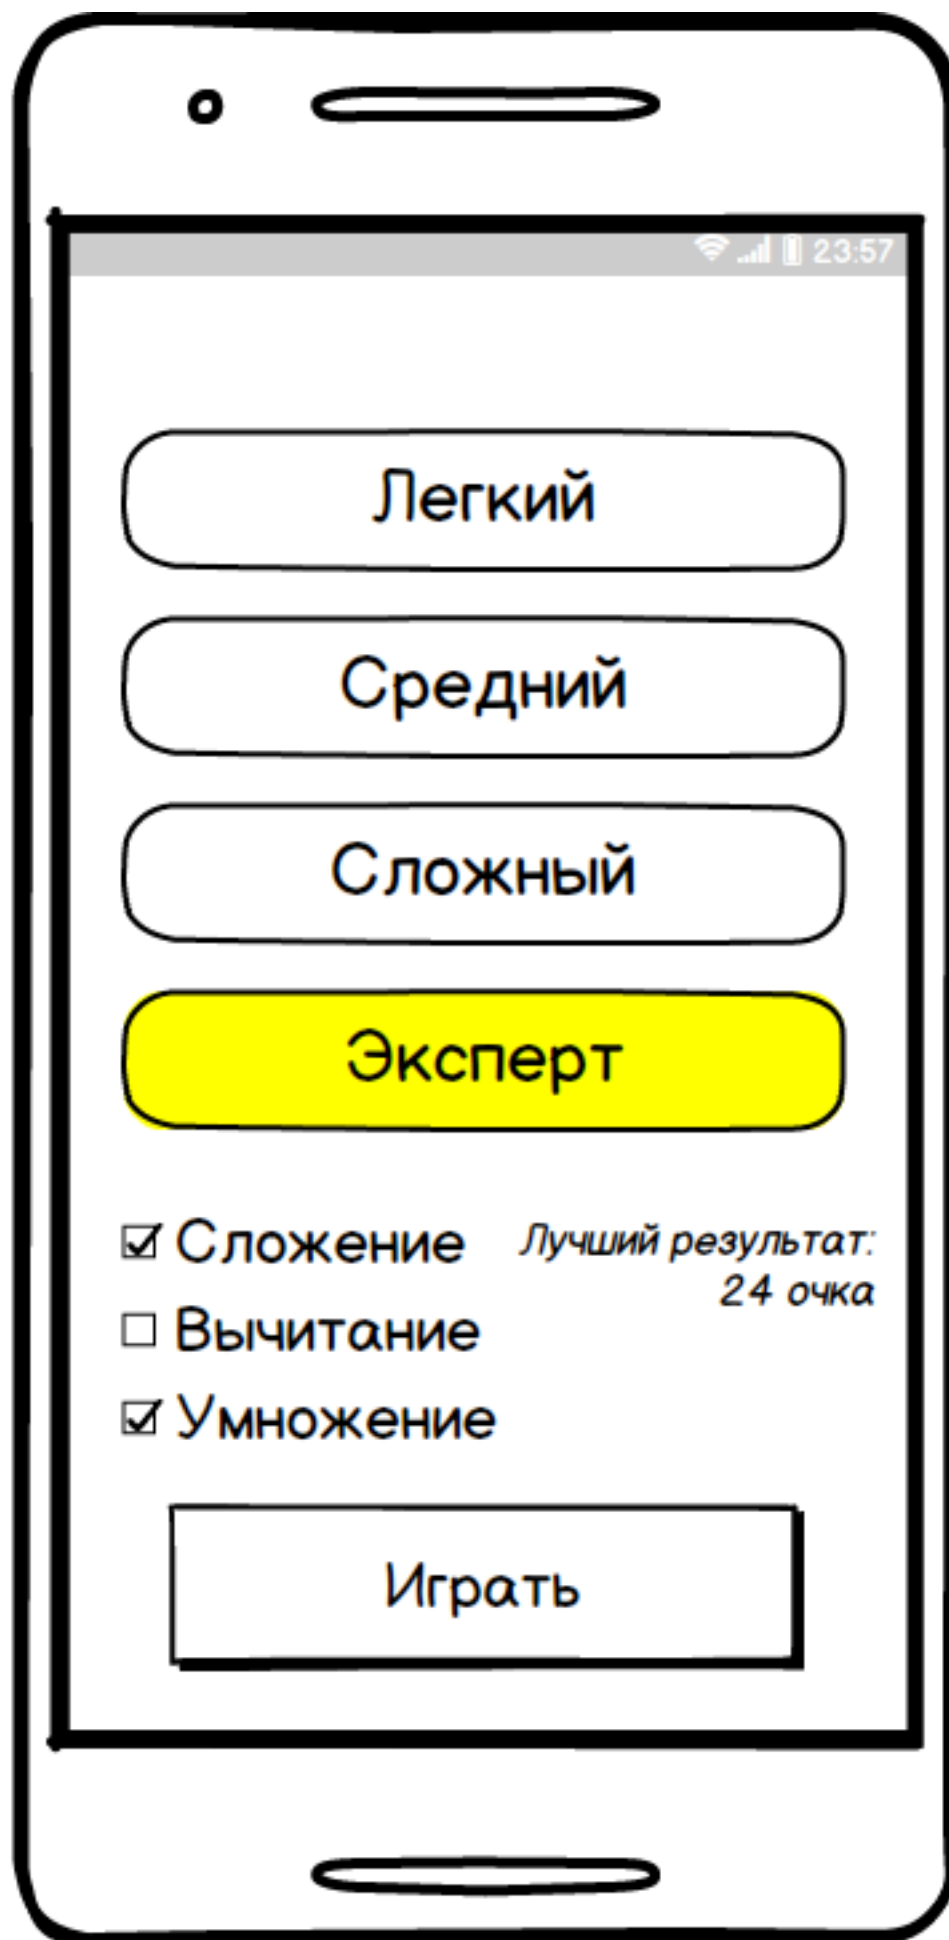 23:57
Легкий
Средний
Сложный
Эксперт
Сложение
Лучший результат:
24 очка
Вычитание
Умножение
Играть